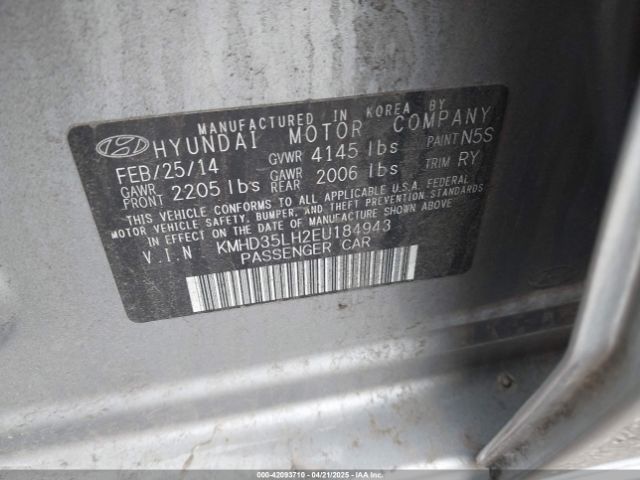 MANUFACTURED IN KOREA BY
HYUNDAI MOTOR COMPANY
FEB/25/14 GVWR 4145 lbs PAINT N5S
GAWR FRONT 2205 lbs GAWR REAR 2006 lbs TRIM RY
THIS VEHICLE CONFORMS TO ALL APPLICABLE U.S.A. FEDERAL
MOTOR VEHICLE SAFETY, BUMPER, AND THEFT PREVENTION STANDARDS
IN EFFECT ON THE DATE OF MANUFACTURE SHOWN ABOVE.
V.I.N KMHD35LH2EU184943
PASSENGER CAR
000-42093710 - 04/21/2025 - IAAI.COM